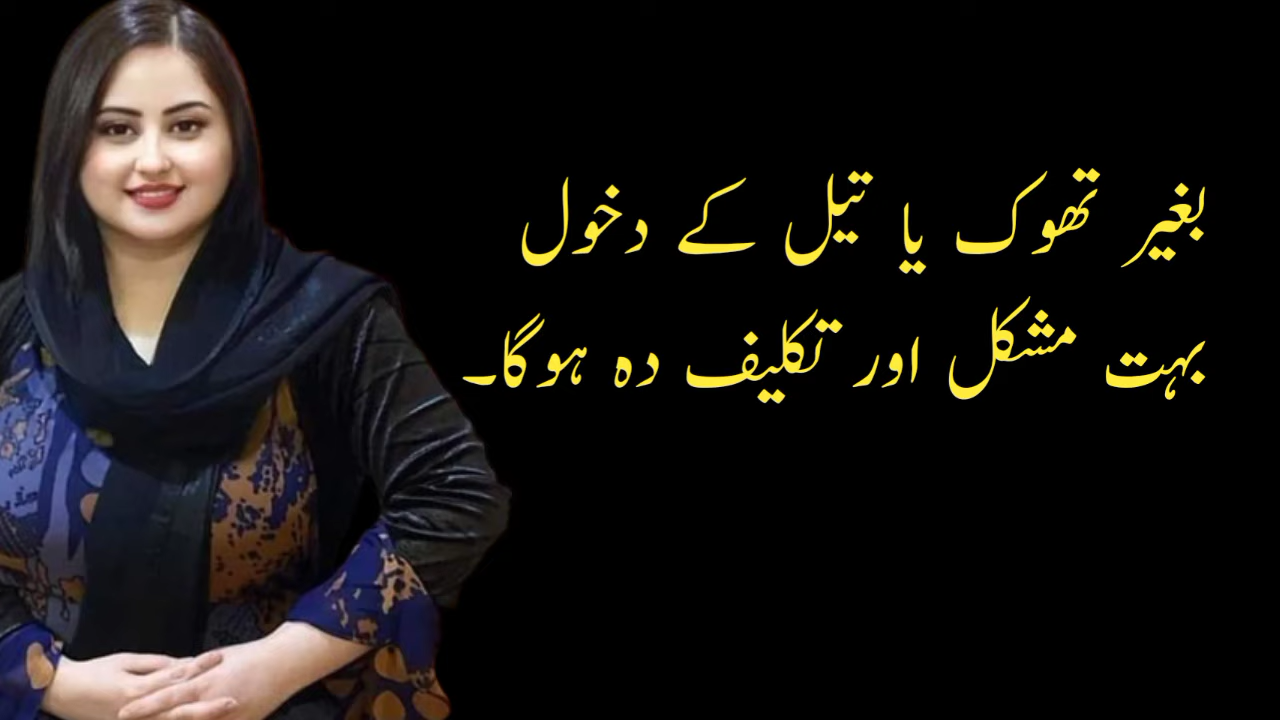 بغیر تھوک یا تیل کے دخول
بہت مشکل اور تکلیف دہ ہوگا۔